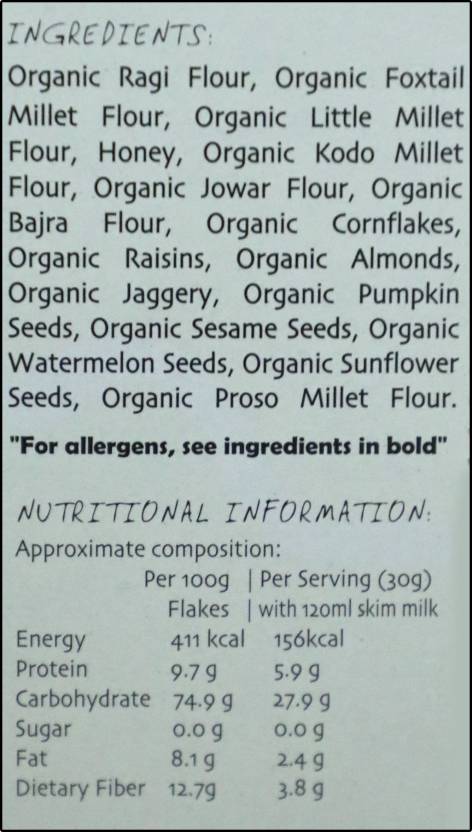 INGREDIENTS:
Organic Ragi Flour, Organic Foxtail
Millet Flour, Organic Little Millet
Flour, Honey, Organic Kodo Millet
Flour, Organic Jowar Flour, Organic
Bajra Flour, Organic Cornflakes,
Organic Raisins, Organic Almonds,
Organic Jaggery, Organic Pumpkin
Seeds, Organic Sesame Seeds, Organic
Watermelon Seeds, Organic Sunflower
Seeds, Organic Proso Millet Flour.
"For allergens, see ingredients in bold"
NUTRITIONAL INFORMATION:
Approximate composition:
Per 100g | Per Serving (30g)
Flakes | with 120ml skim milk
Energy 411 kcal 156kcal
Protein 9.7 g 5.9 g
Carbohydrate 74.9 g 27.9 g
Sugar 0.0 g 0.0 g
Fat 8.1 g 2.4 g
Dietary Fiber 12.7g 3.8 g